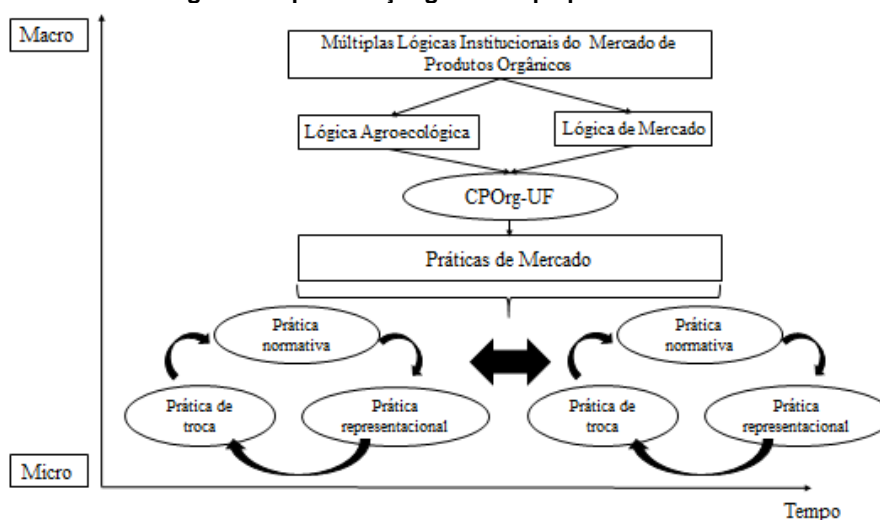 Macro
Múltiplas Lógicas Institucionais do Mercado de
Produtos Orgânicos
Lógica Agroecológica
Lógica de Mercado
CPOrg-UF
Práticas de Mercado
Prática
normativa
Prática
normativa
Prática de
troca
Prática
representacional
Prática de
troca
Prática
representacional
Micro
Tempo